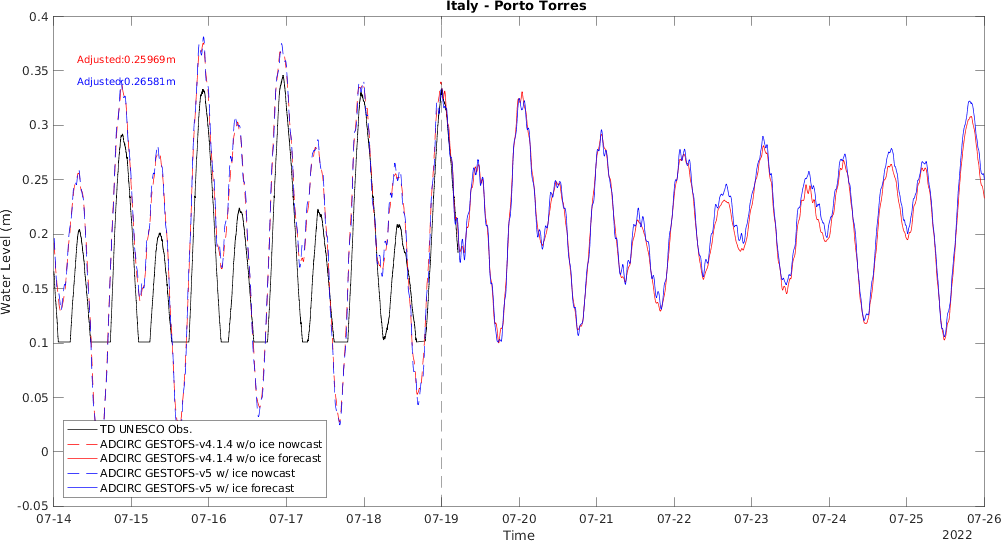 Italy - Porto Torres
Adjusted:0.25969m
Adjusted:0.26581m
Water Level (m)
0.4
0.35
0.3
0.25
0.2
0.15
0.1
0.05
0
-0.05
TD UNESCO Obs.
ADCIRC GESTOFS-v4.1.4 w/o ice nowcast
ADCIRC GESTOFS-v4.1.4 w/o ice forecast
ADCIRC GESTOFS-v5 w/ ice nowcast
ADCIRC GESTOFS-v5 w/ ice forecast
07-14 07-15 07-16 07-17 07-18 07-19 07-20 07-21 07-22 07-23 07-24 07-25 07-26
Time
2022